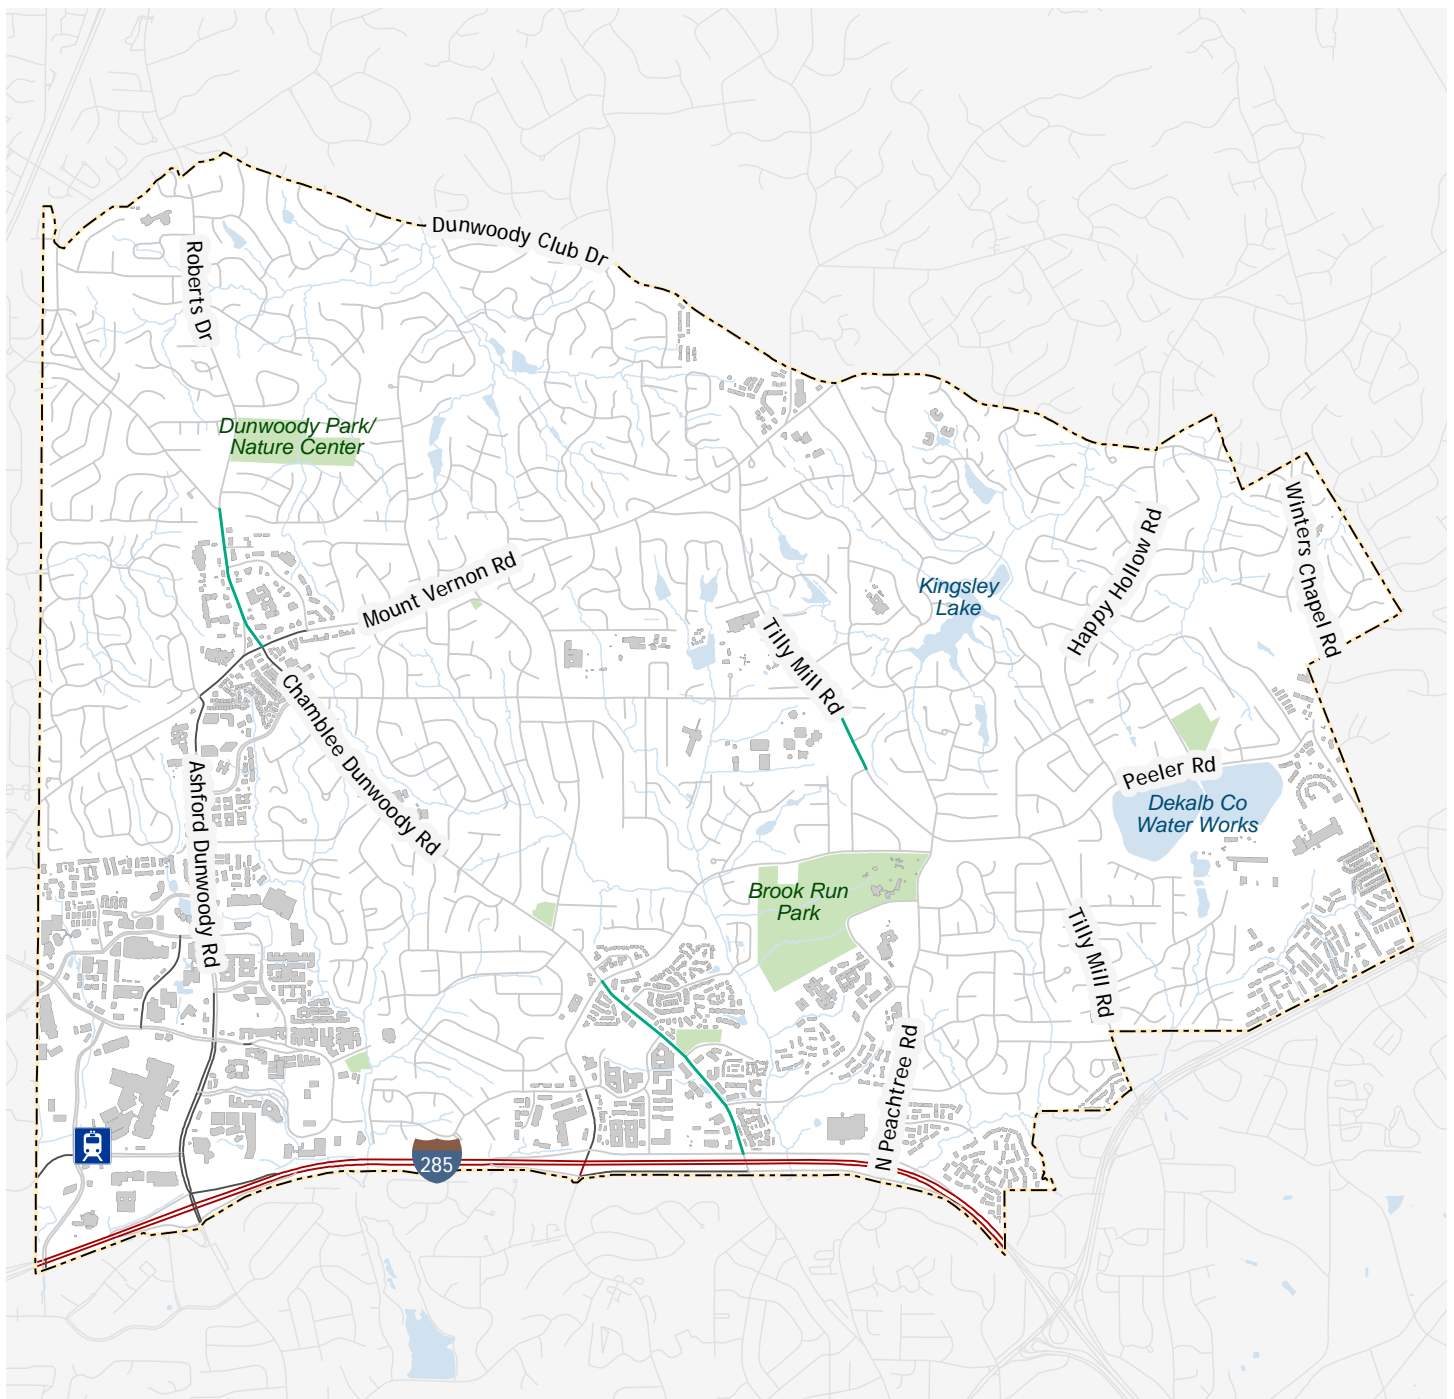 Dunwoody Club Dr
Roberts Dr
Dunwoody Park/
Nature Center
Winters Chapel Rd
Happy Hollow Rd
Mount Vernon Rd
Kingsley
Lake
Tilly Mill Rd
Chamblee Dunwoody Rd
Ashford Dunwoody Rd
Peeler Rd
Dekalb Co
Water Works
Brook Run
Park
Tilly Mill Rd
N Peachtree Rd
285